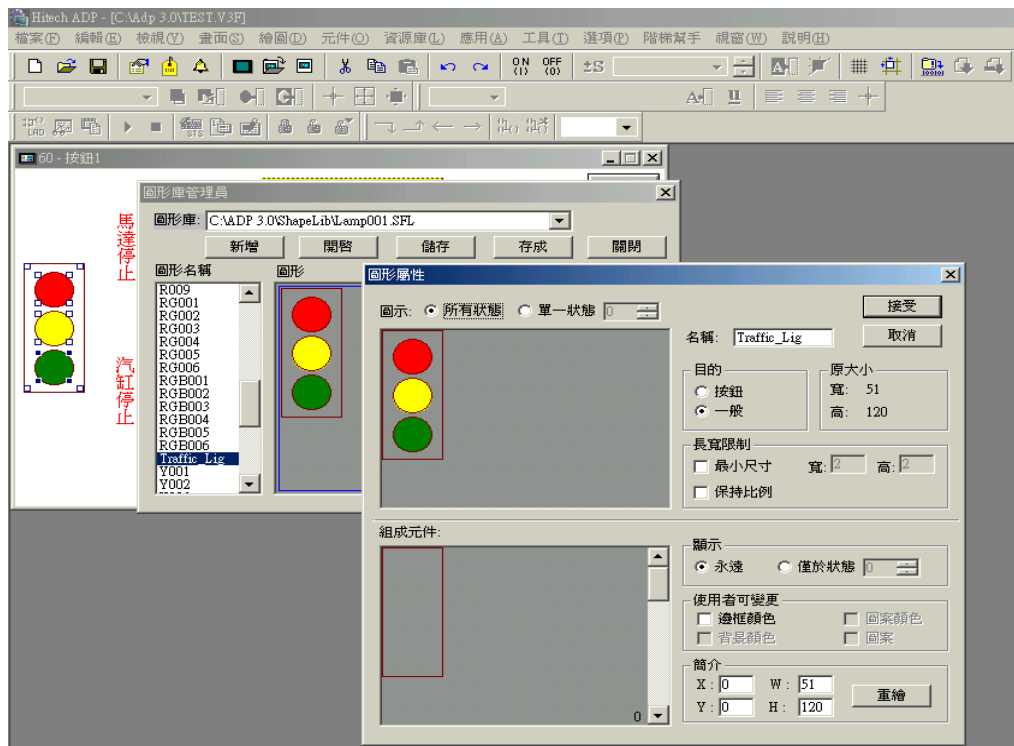 Hitech ADP - [C:\Adp 3.0\TEST.V3F]
檔案(F) 編輯(E) 檢視(V) 畫面(S) 繪圖(D) 元件(O) 資源庫(L) 應用(A) 工具(T) 選項(P) 階梯幫手 視窗(W) 說明(H)
ON (1) OFF (0) ±S
60 - 按鈕1
馬達停止
汽缸停止
圖形庫管理員
圖形庫: C:\ADP 3.0\ShapeLib\Lamp001.SFL
新增 開啓 儲存 存成 關閉
圖形名稱 圖形
R009
RG001
RG002
RG003
RG004
RG005
RG006
RGB001
RGB002
RGB003
RGB004
RGB005
RGB006
Traffic_Lig
Y001
Y002
圖形屬性
圖示: 所有狀態 單一狀態 0
接受
取消
名稱: Traffic_Lig
目的
按鈕
一般
原大小
寬: 51
高: 120
長寬限制
最小尺寸 寬: 2 高: 2
保持比例
組成元件:
0
顯示
永遠 僅於狀態 0
使用者可變更
邊框顏色 圖案顏色
背景顏色 圖案
簡介
X : 0 W : 51
Y : 0 H : 120
重繪